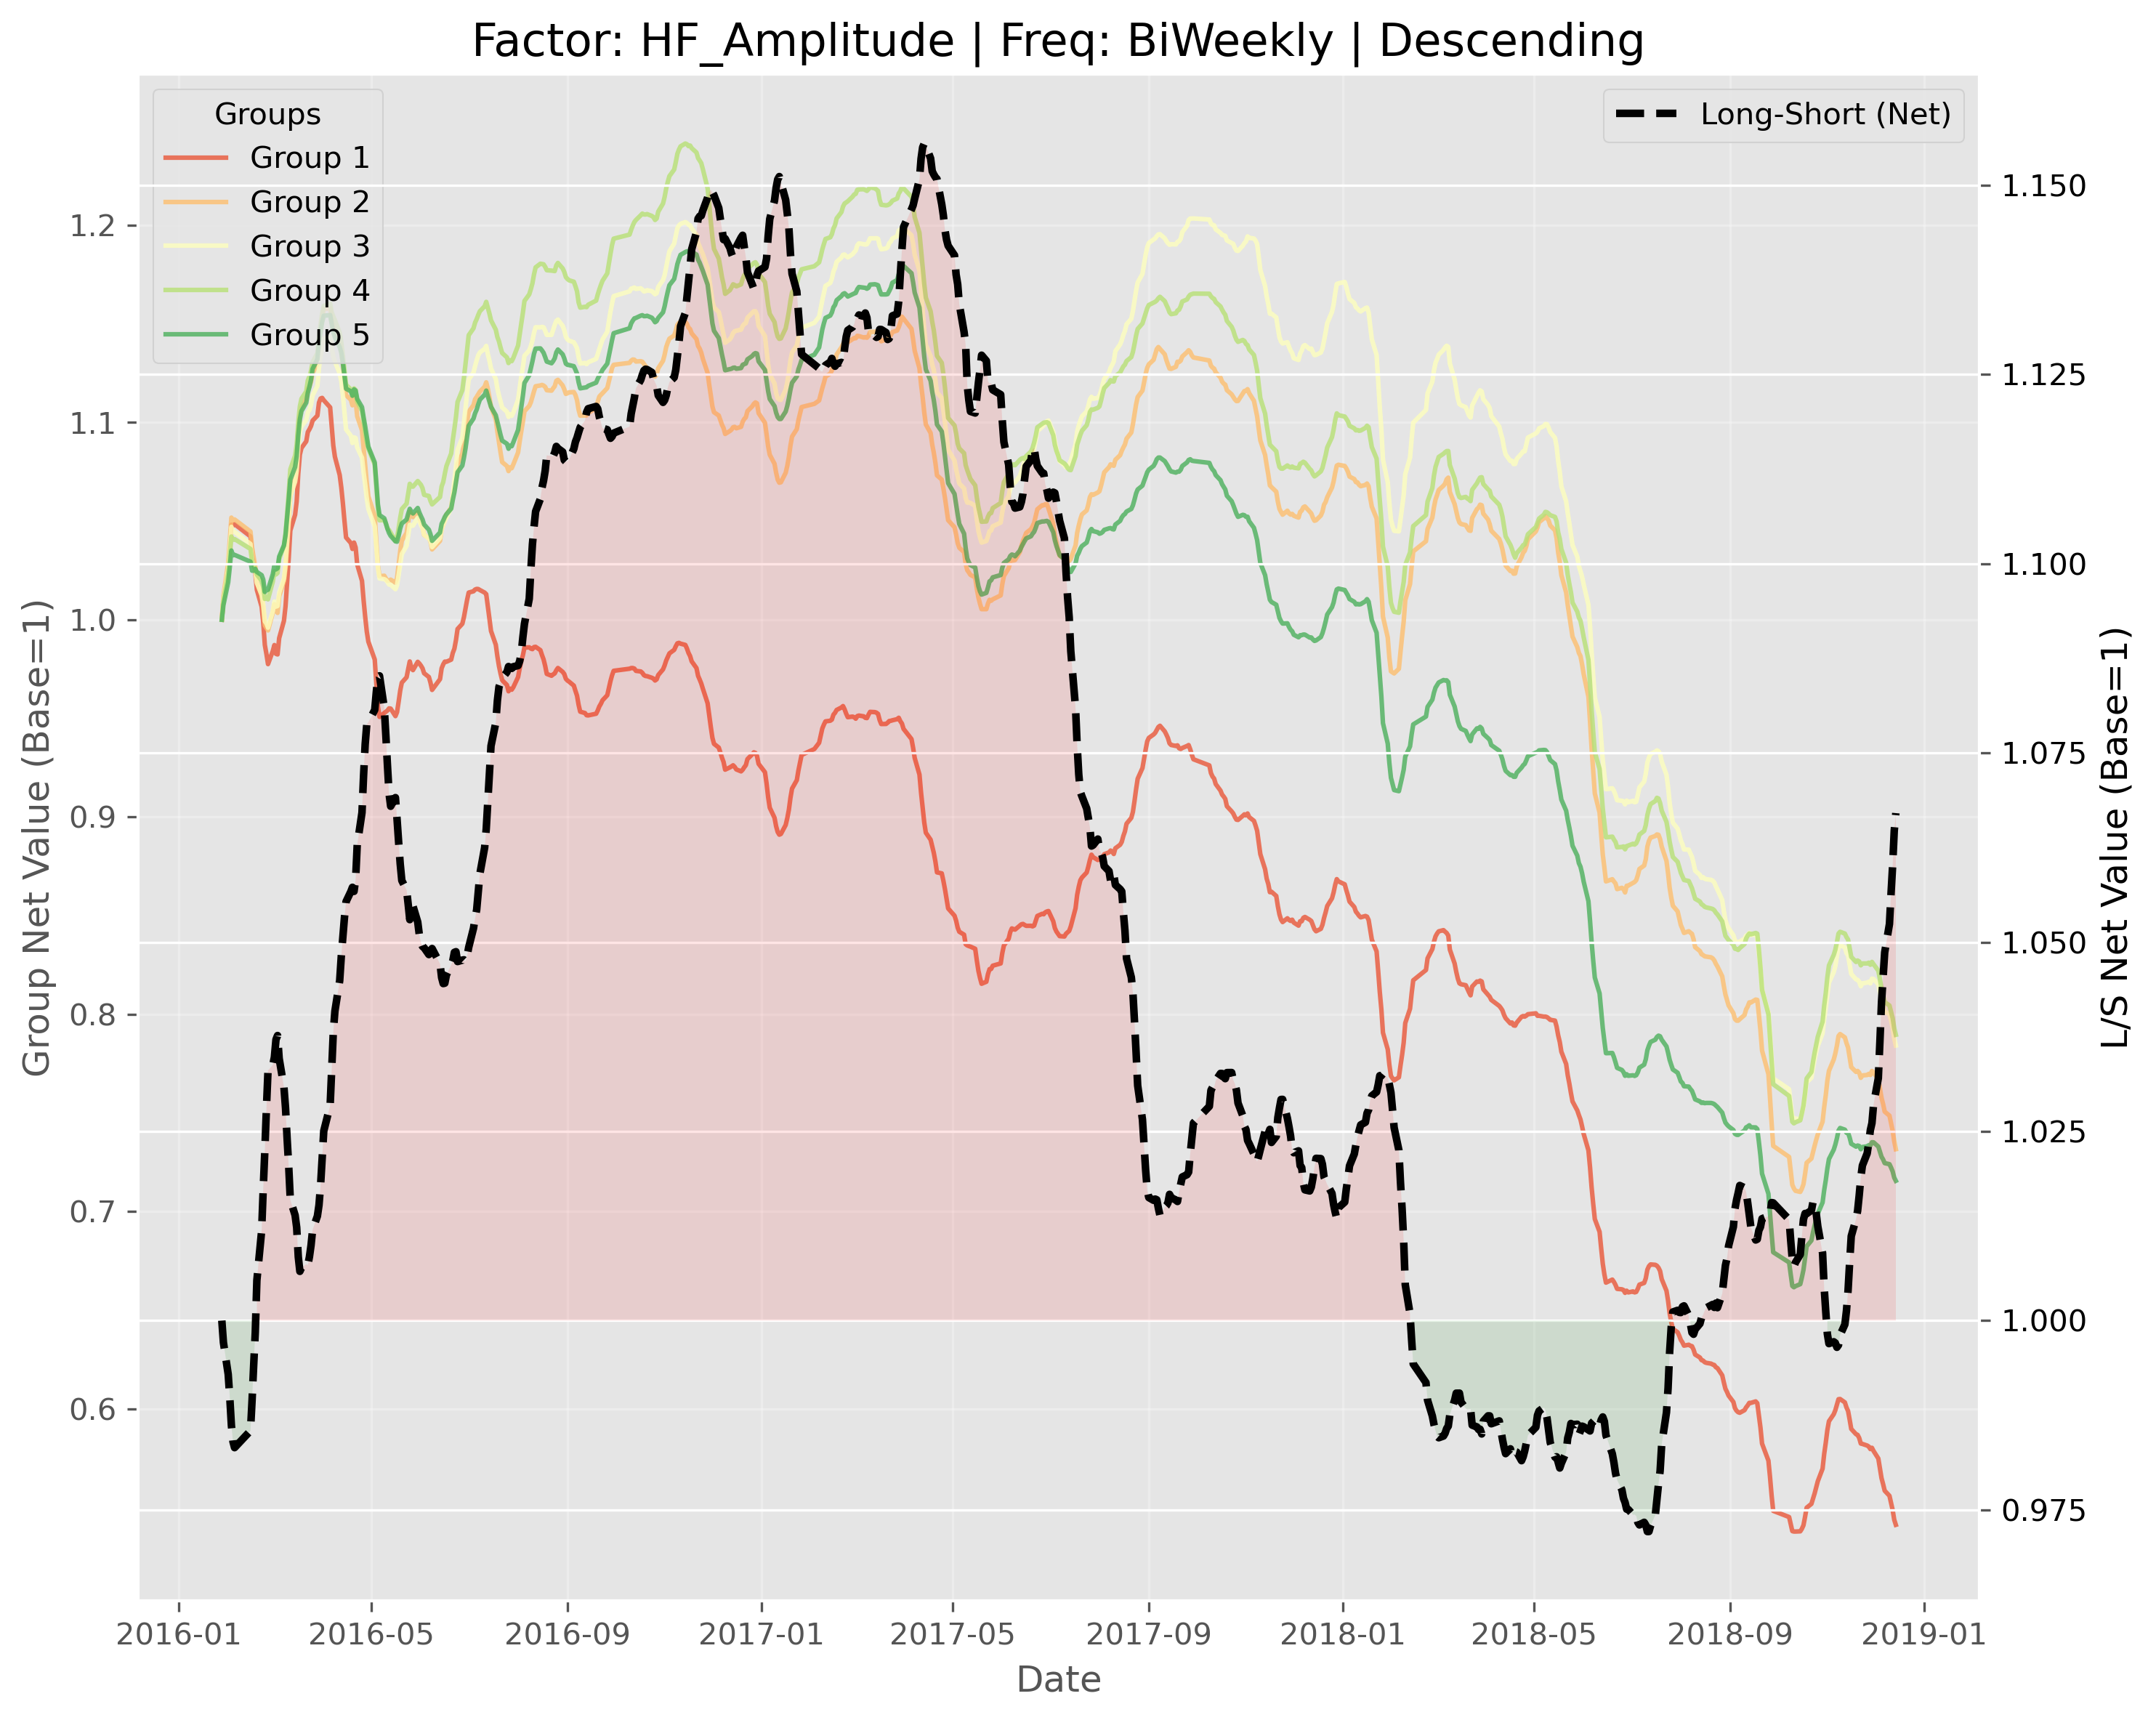 Factor: HF_Amplitude | Freq: BiWeekly | Descending
Groups
Group 1
Group 2
Group 3
Group 4
Group 5
Long-Short (Net)
Group Net Value (Base=1)
1.2
1.1
1.0
0.9
0.8
0.7
0.6
L/S Net Value (Base=1)
1.150
1.125
1.100
1.075
1.050
1.025
1.000
0.975
2016-01
2016-05
2016-09
2017-01
2017-05
2017-09
2018-01
2018-05
2018-09
2019-01
Date